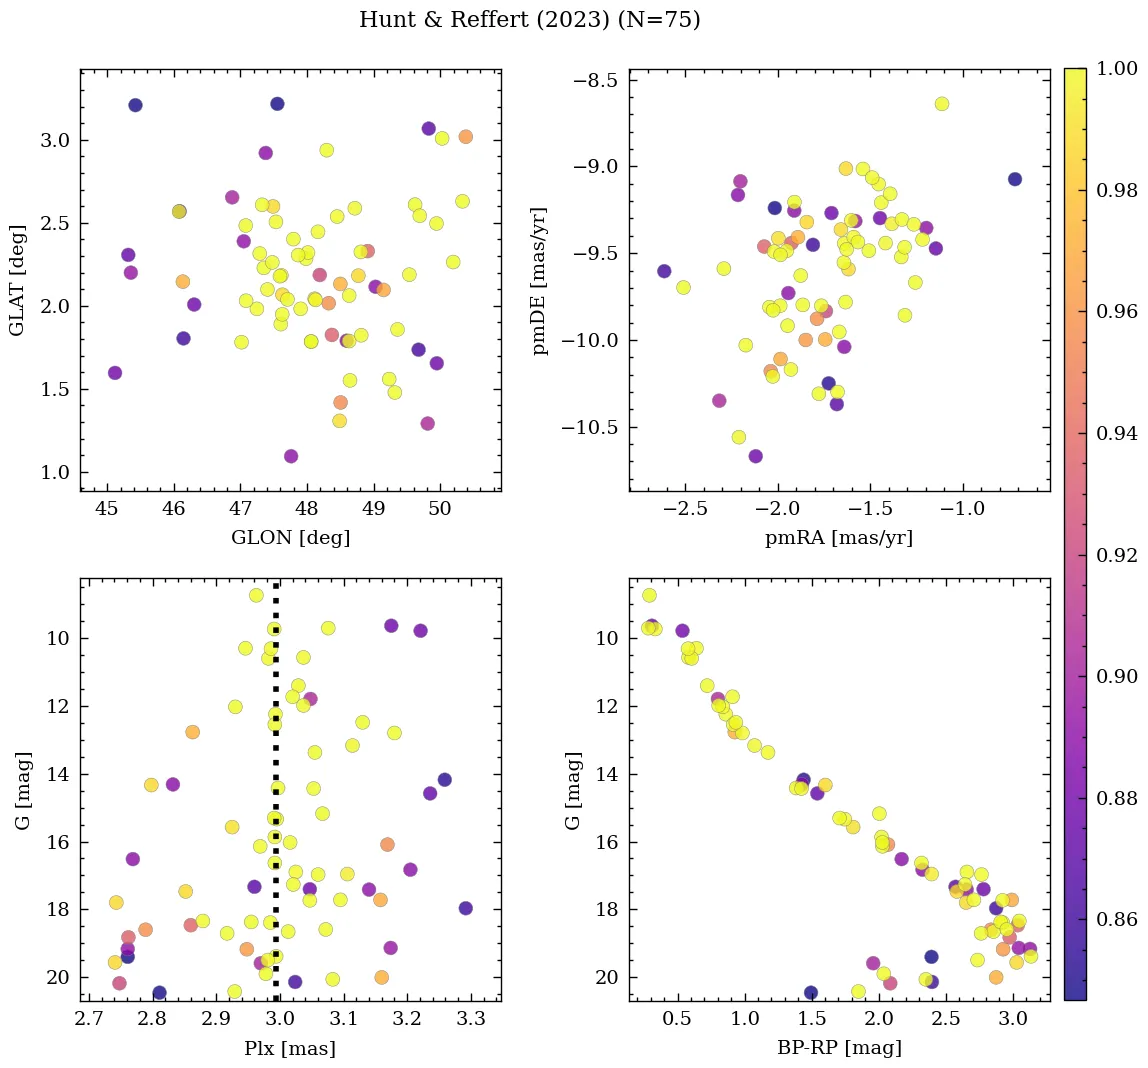 Hunt & Reffert (2023) (N=75)
3.0
2.5
2.0
1.5
1.0
GLAT [deg]
45 46 47 48 49 50
GLON [deg]
−8.5
−9.0
−9.5
−10.0
−10.5
pmDE [mas/yr]
−2.5 −2.0 −1.5 −1.0
pmRA [mas/yr]
10
12
14
16
18
20
G [mag]
2.7 2.8 2.9 3.0 3.1 3.2 3.3
Plx [mas]
10
12
14
16
18
20
G [mag]
0.5 1.0 1.5 2.0 2.5 3.0
BP-RP [mag]
1.00
0.98
0.96
0.94
0.92
0.90
0.88
0.86